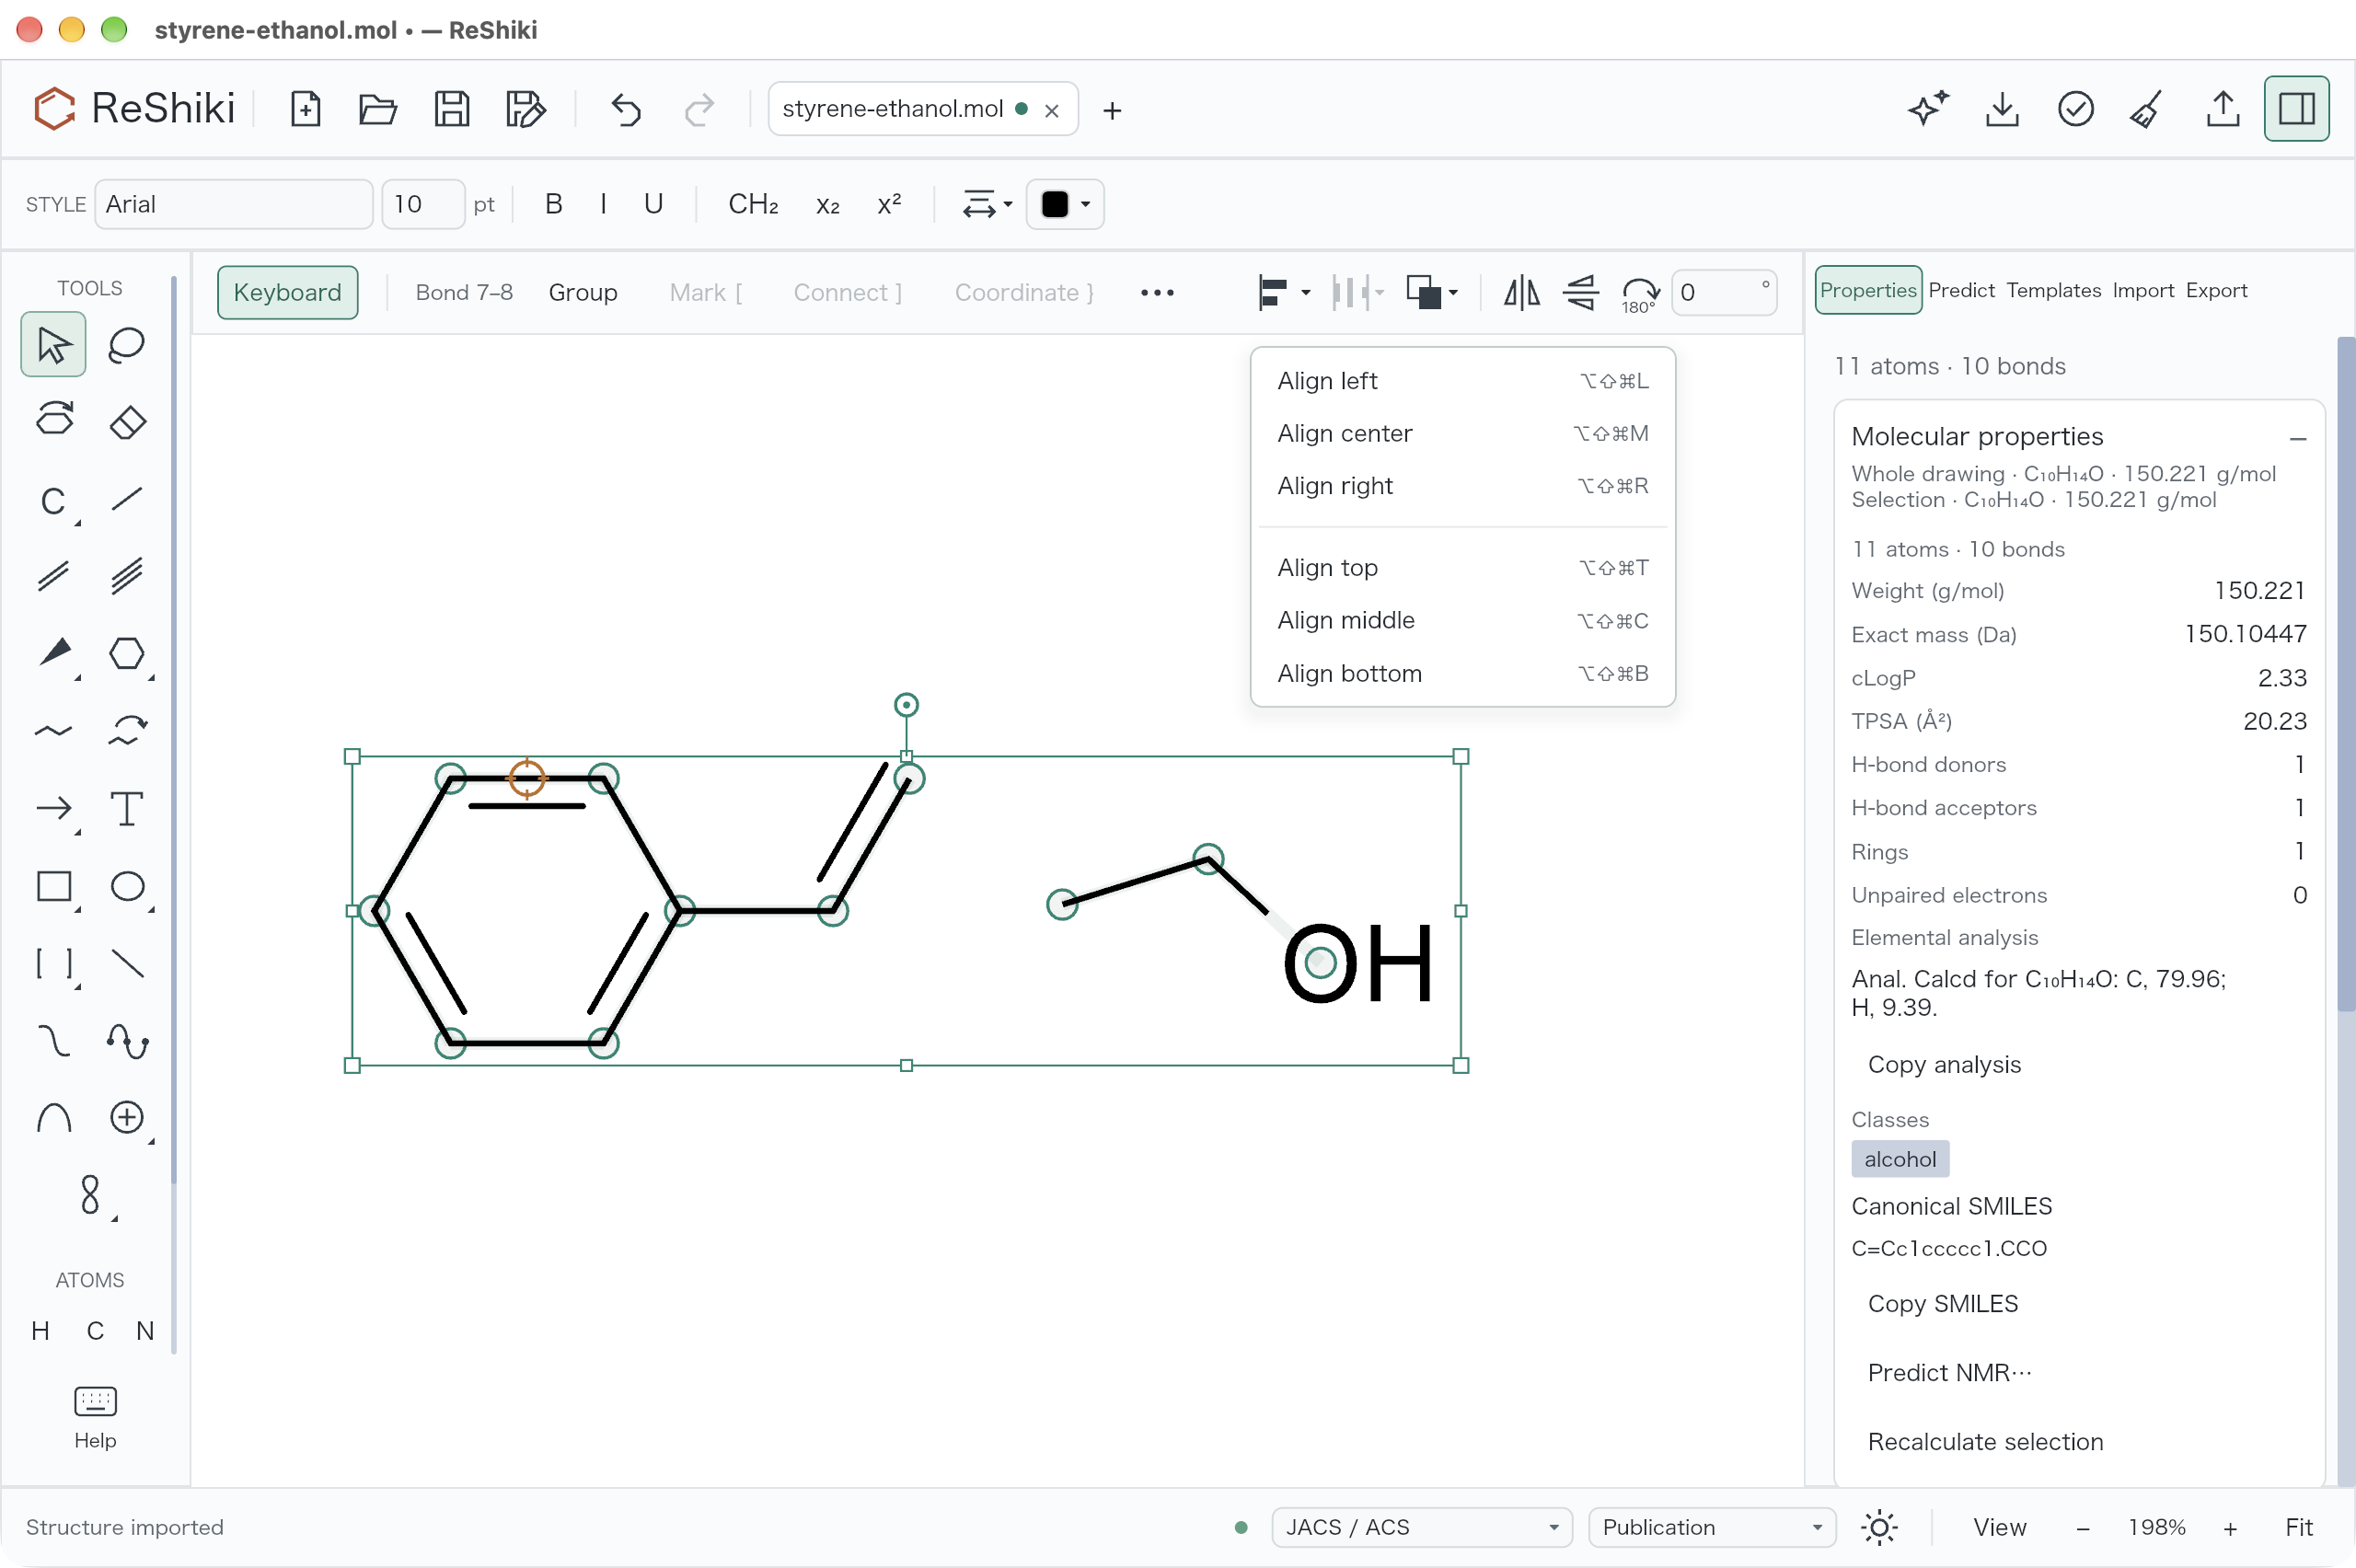 styrene-ethanol.mol • — ReShiki
ReShiki
styrene-ethanol.mol
STYLE Arial 10 pt B I U CH₂ x₂ x²
TOOLS
Keyboard Bond 7–8 Group Mark [ Connect ] Coordinate } ••• 180° 0 °
Properties Predict Templates Import Export
C
T
[ ]
ATOMS
H C N
Help
Align left ⌥⇧⌘L
Align center ⌥⇧⌘M
Align right ⌥⇧⌘R
Align top ⌥⇧⌘T
Align middle ⌥⇧⌘C
Align bottom ⌥⇧⌘B
OH
11 atoms · 10 bonds
Molecular properties –
Whole drawing · C₁₀H₁₄O · 150.221 g/mol
Selection · C₁₀H₁₄O · 150.221 g/mol
11 atoms · 10 bonds
Weight (g/mol) 150.221
Exact mass (Da) 150.10447
cLogP 2.33
TPSA (Å²) 20.23
H-bond donors 1
H-bond acceptors 1
Rings 1
Unpaired electrons 0
Elemental analysis
Anal. Calcd for C₁₀H₁₄O: C, 79.96;
H, 9.39.
Copy analysis
Classes
alcohol
Canonical SMILES
C=Cc1ccccc1.CCO
Copy SMILES
Predict NMR···
Recalculate selection
Structure imported
JACS / ACS Publication View − 198% + Fit